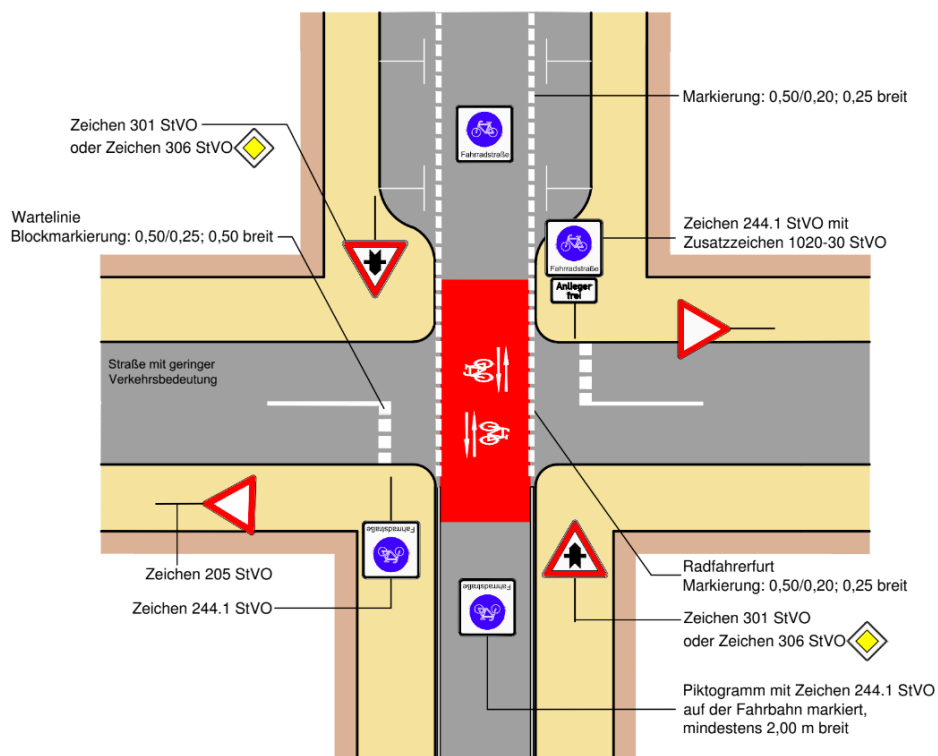 Markierung: 0,50/0,20; 0,25 breit
Zeichen 301 StVO
oder Zeichen 306 StVO
Fahrradstraße
Wartelinie
Blockmarkierung: 0,50/0,25; 0,50 breit
Zeichen 244.1 StVO mit
Zusatzzeichen 1020-30 StVO
Fahrradstraße
Anlieger
frei
Straße mit geringer
Verkehrsbedeutung
Fahrradstraße
Zeichen 205 StVO
Zeichen 244.1 StVO
Fahrradstraße
Radfahrerfurt
Markierung: 0,50/0,20; 0,25 breit
Zeichen 301 StVO
oder Zeichen 306 StVO
Piktogramm mit Zeichen 244.1 StVO
auf der Fahrbahn markiert,
mindestens 2,00 m breit